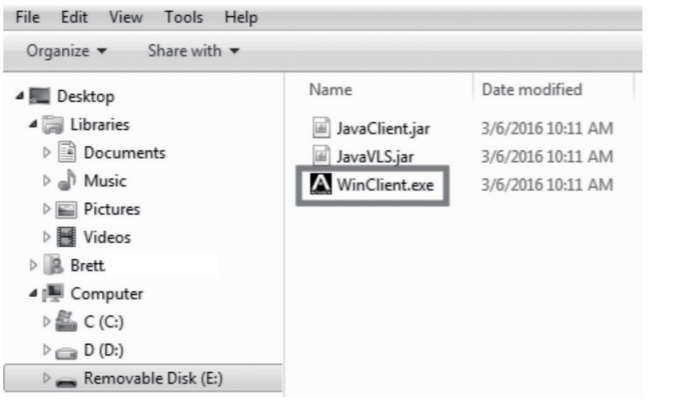 File Edit View Tools Help
Organize Share with
Name Date modified
Desktop
Libraries
Documents
Music
Pictures
Videos
Brett
Computer
C (C:)
D (D:)
Removable Disk (E:)
JavaClient.jar 3/6/2016 10:11 AM
JavaVLS.jar 3/6/2016 10:11 AM
WinClient.exe 3/6/2016 10:11 AM